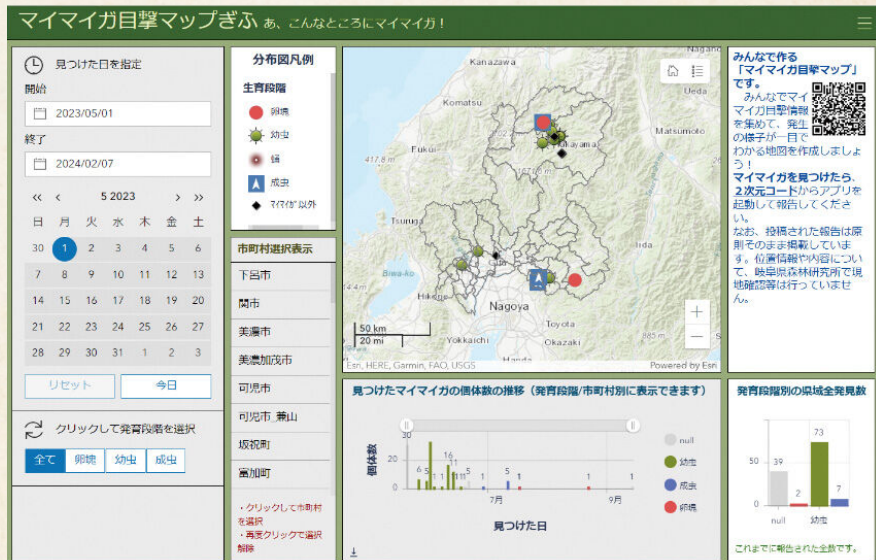 マイマイガ目撃マップぎふ あ、こんなところにマイマイガ！
見つけた日を指定
開始
2023/05/01
終了
2024/02/07
<< < 5 2023 > >>
日 月 火 水 木 金 土
30 1 2 3 4 5 6
7 8 9 10 11 12 13
14 15 16 17 18 19 20
21 22 23 24 25 26 27
28 29 30 31 1 2 3
リセット 今日
クリックして発育段階を選択
全て 卵塊 幼虫 成虫
分布図凡例
生育段階
卵塊
幼虫
蛹
成虫
マイマイガ以外
市町村選択表示
下呂市
関市
美濃市
美濃加茂市
可児市
可児市_兼山
坂祝町
富加町
・クリックして市町村
を選択
・再度クリックで選択
解除
Nagano
Kanazawa
Ueda
Komatsu
Matsumoto
Fukui
417.8 m
Tsuruga
Iida
Biwa-ko
Nagoya
Toyota
Yokkaichi
Okazaki
885 m
Handa
50 km
20 mi
Esri, HERE, Garmin, FAO, USGS
Powered by Esri
みんなで作る
「マイマイガ目撃マップ」
です。
みんなでマイ
マイガ目撃情報
を集めて、発生
の様子が一目で
わかる地図を作成しましょ
う！
マイマイガを見つけたら、
２次元コードからアプリを
起動して報告してくださ
い。
なお、投稿された報告は原
則そのまま掲載していま
す。位置情報や内容につい
て、岐阜県森林研究所で現
地確認等は行っていませ
ん。
見つけたマイマイガの個体数の推移（発育段階/市町村別に表示できます）
個体数
30
20
0
6 5 1 1 16 11 1 1 5 1 5 1 1 1
7月 9月
見つけた日
null
幼虫
成虫
卵塊
発育段階別の県域全発見数
73
50
39
2
7
0
null 幼虫
これまでに報告された全数です。